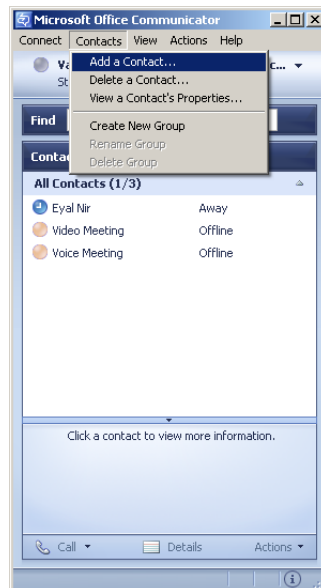 Microsoft Office Communicator
Connect Contacts View Actions Help
Add a Contact...
Delete a Contact...
View a Contact's Properties...
Create New Group
Rename Group
Delete Group
Find
All Contacts (1/3)
Eyal Nir Away
Video Meeting Offline
Voice Meeting Offline
Click a contact to view more information.
Call Details Actions